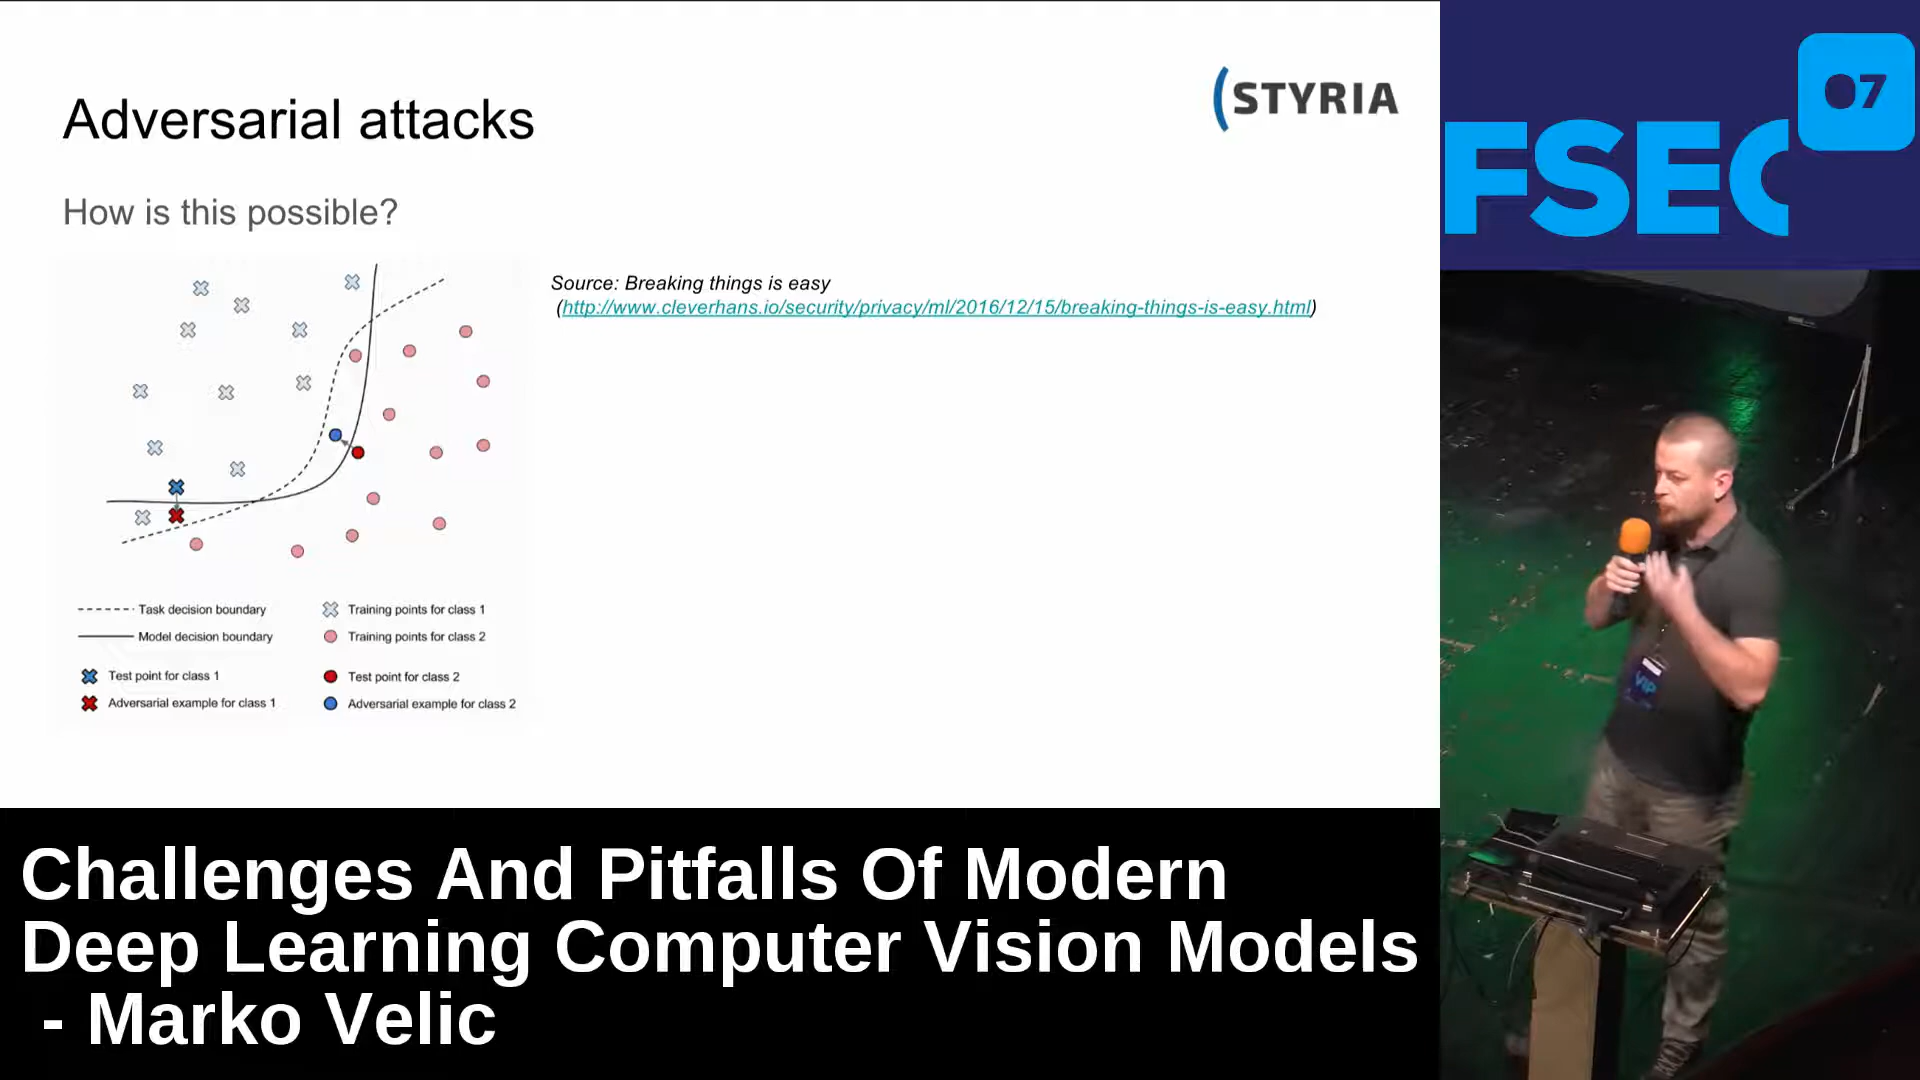 Adversarial attacks
STYRIA
How is this possible?
Source: Breaking things is easy
(http://www.cleverhans.io/security/privacy/ml/2016/12/15/breaking-things-is-easy.html)
Task decision boundary
Model decision boundary
Test point for class 1
Adversarial example for class 1
Training points for class 1
Training points for class 2
Test point for class 2
Adversarial example for class 2
07
FSEC
VIP
Challenges And Pitfalls Of Modern
Deep Learning Computer Vision Models
- Marko Velic